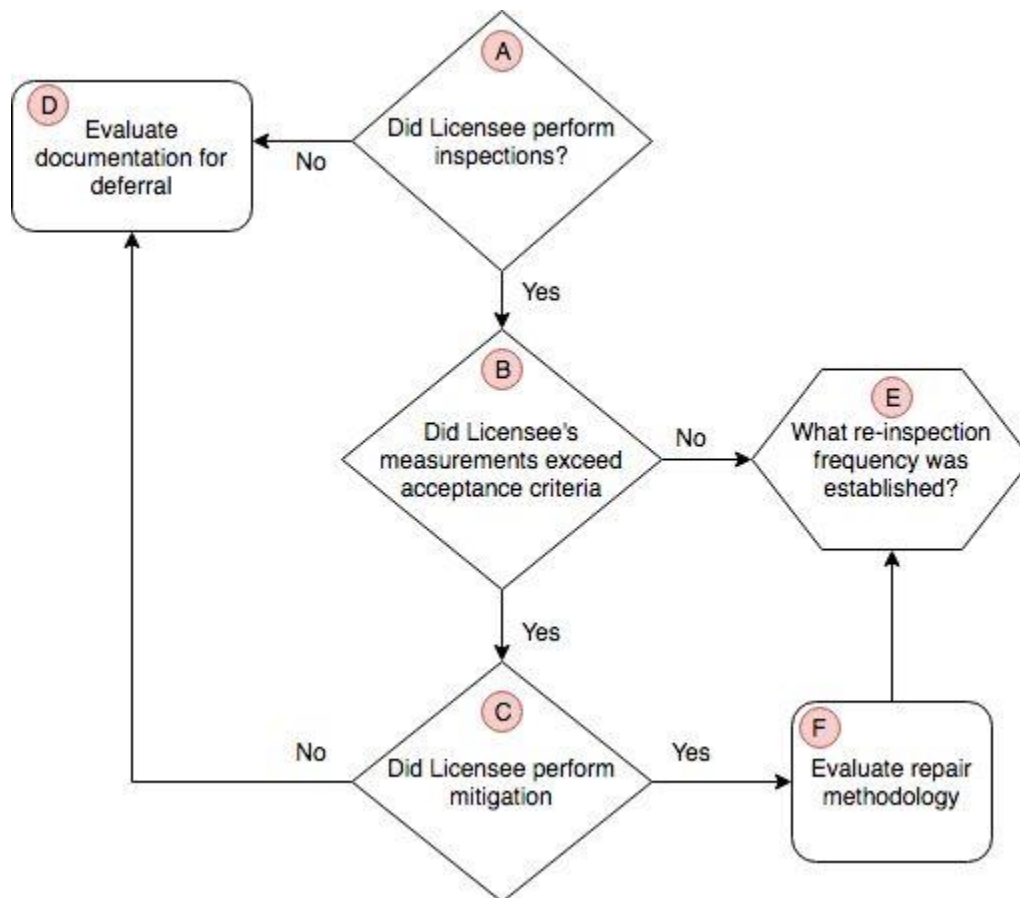 A
Did Licensee perform
inspections?
D
Evaluate
documentation for
deferral
No
Yes
B
Did Licensee's
measurements exceed
acceptance criteria
No
E
What re-inspection
frequency was
established?
Yes
C
Did Licensee perform
mitigation
No
Yes
F
Evaluate repair
methodology